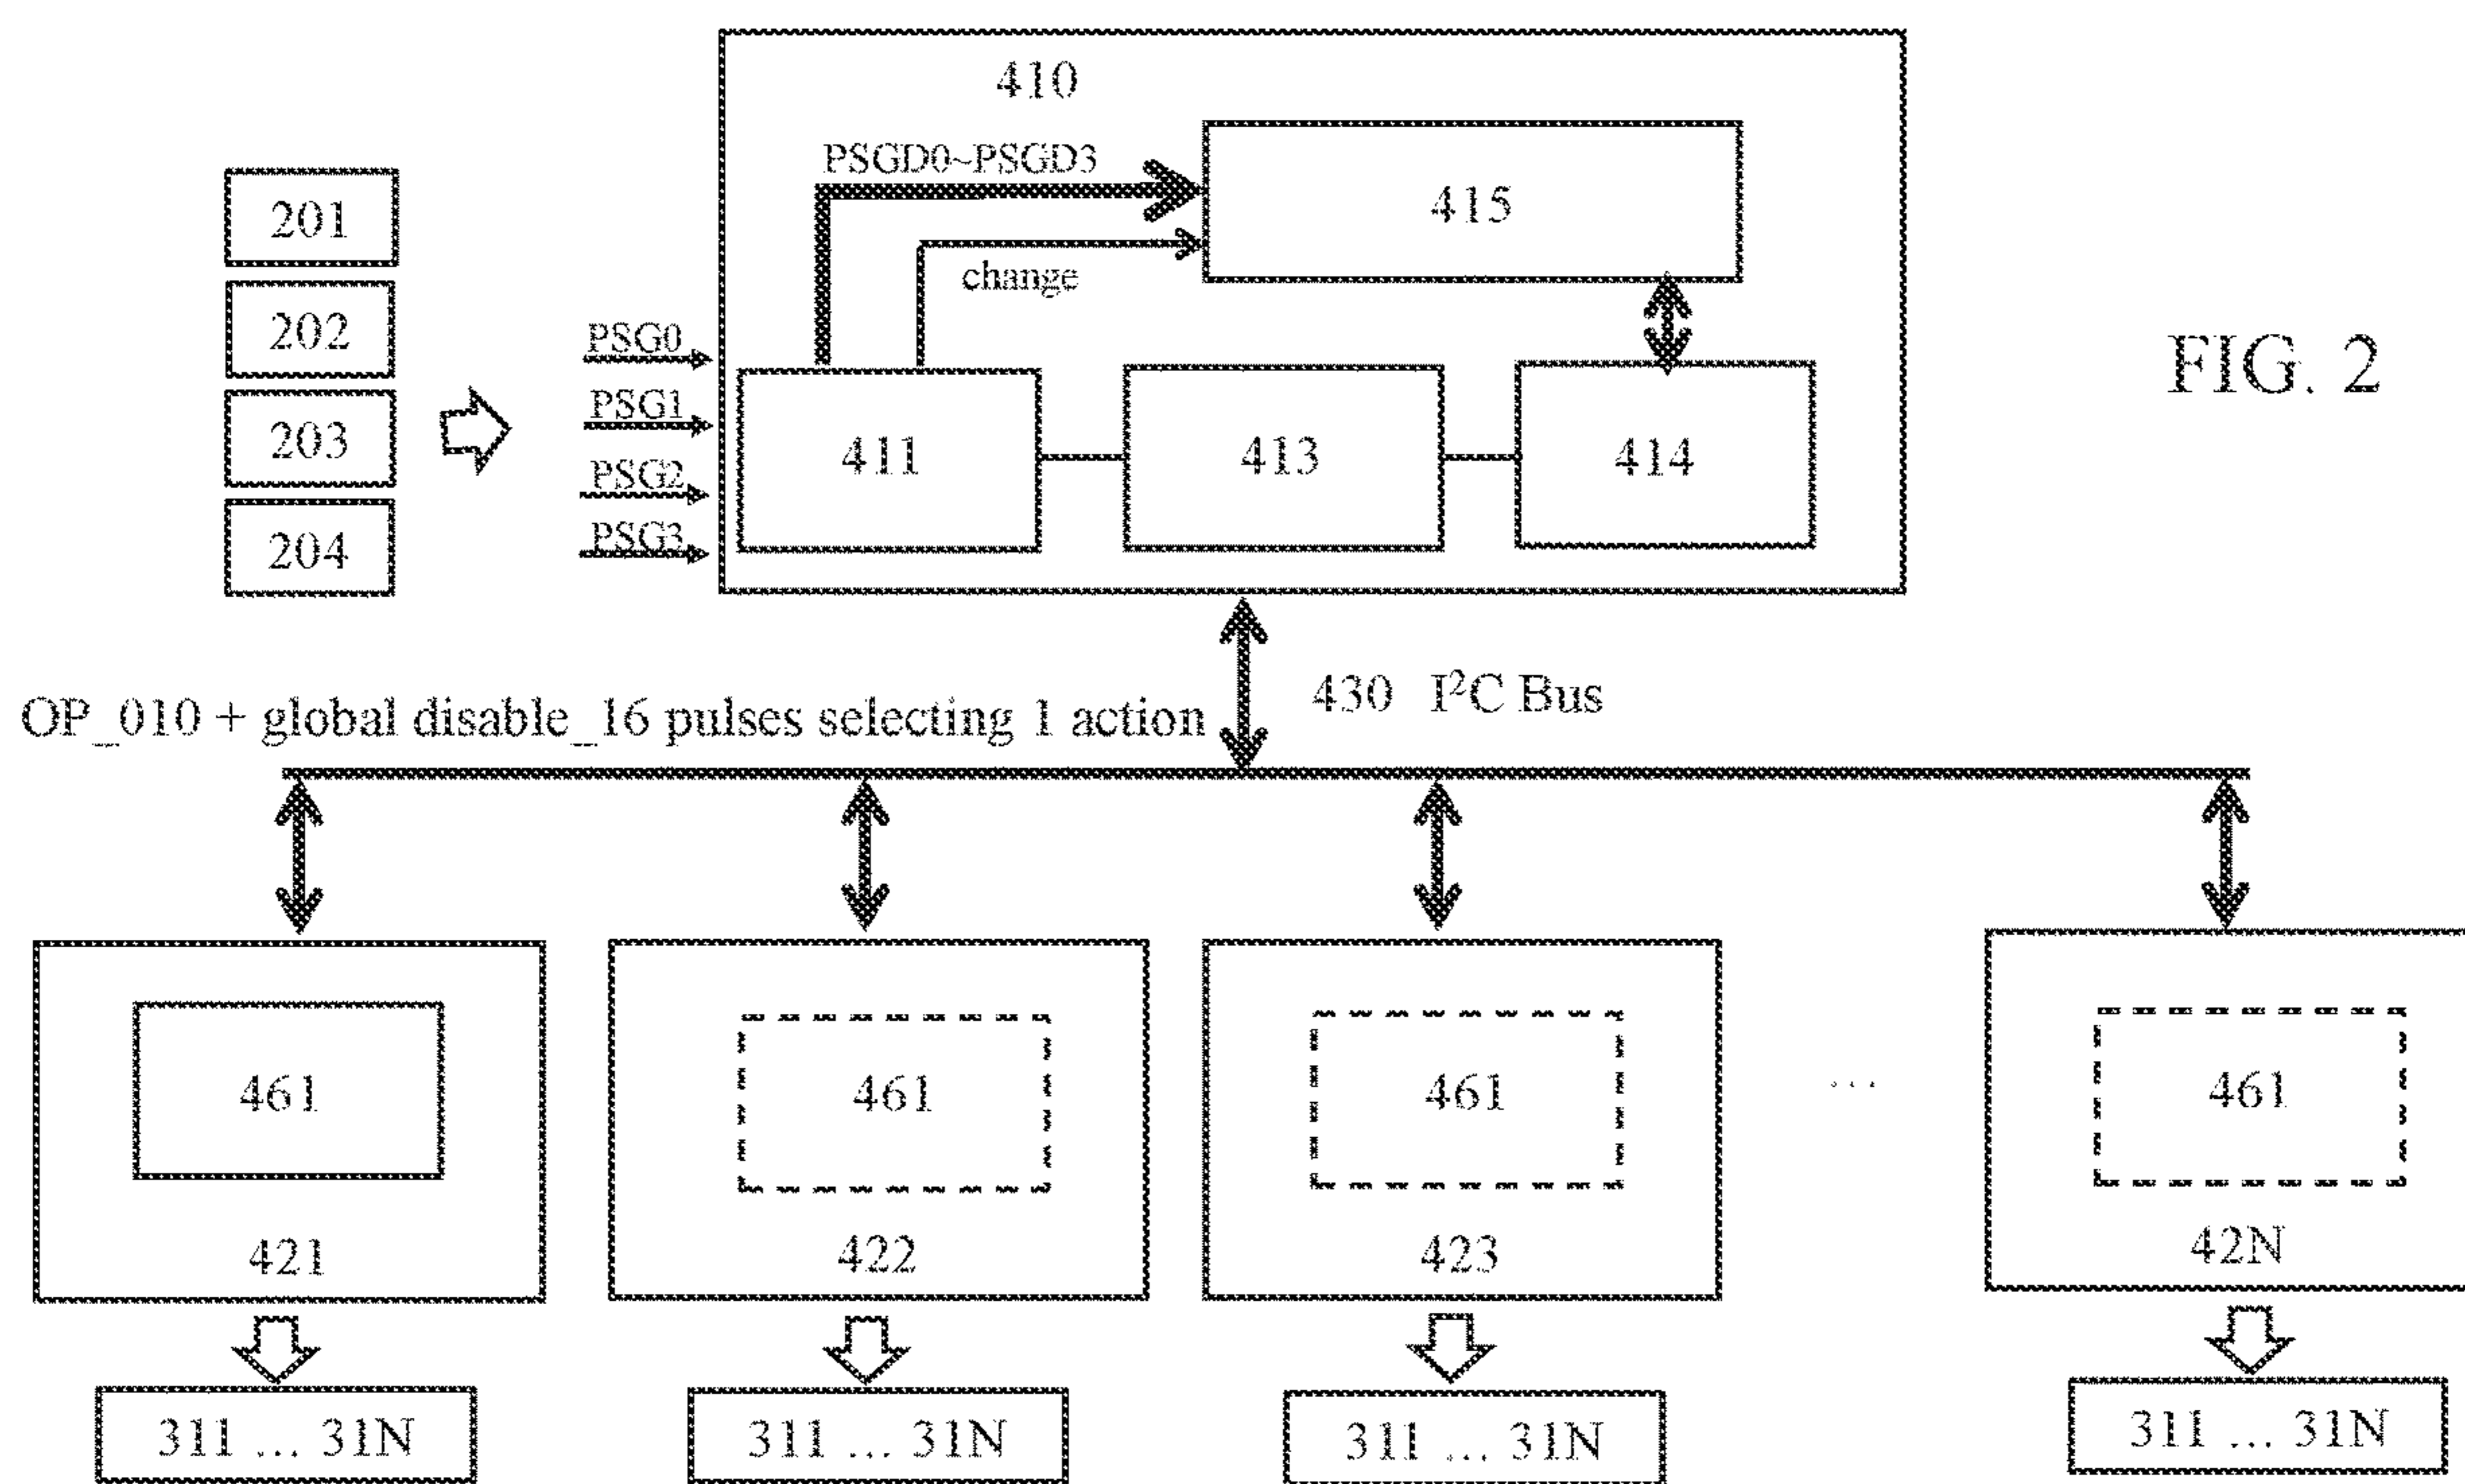 410
PSGD0~PSGD3
415
change
201
202
203
204
PSG0
PSG1
PSG2
PSG3
411
413
414
FIG. 2
430 I²C Bus
OP_010 + global disable_16 pulses selecting 1 action
461
461
461
...
461
421
422
423
42N
311 ... 31N
311 ... 31N
311 ... 31N
311 ... 31N